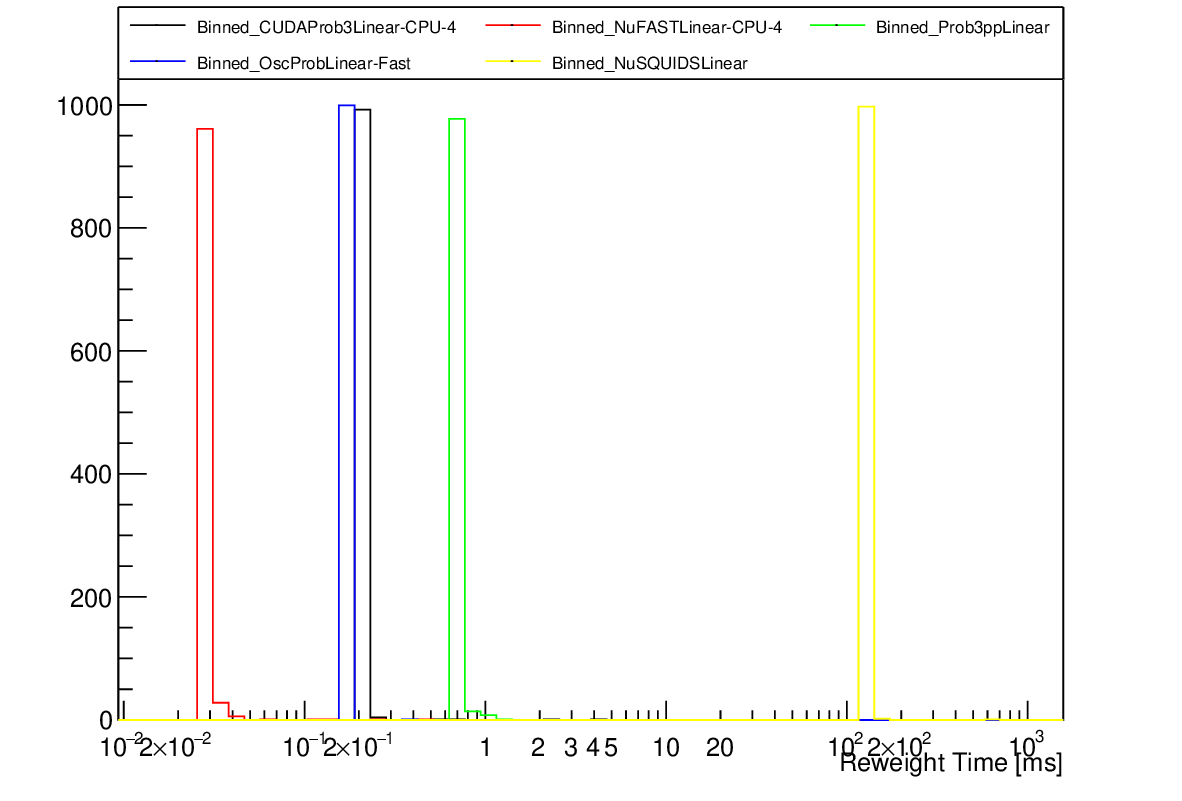 Binned_CUDAProb3Linear-CPU-4 Binned_NuFASTLinear-CPU-4 Binned_Prob3ppLinear
Binned_OscProbLinear-Fast Binned_NuSQUIDSLinear
1000
800
600
400
200
0
10⁻² 2×10⁻² 10⁻¹ 2×10⁻¹ 1 2 3 4 5 10 20 10² 2×10² 10³
Reweight Time [ms]